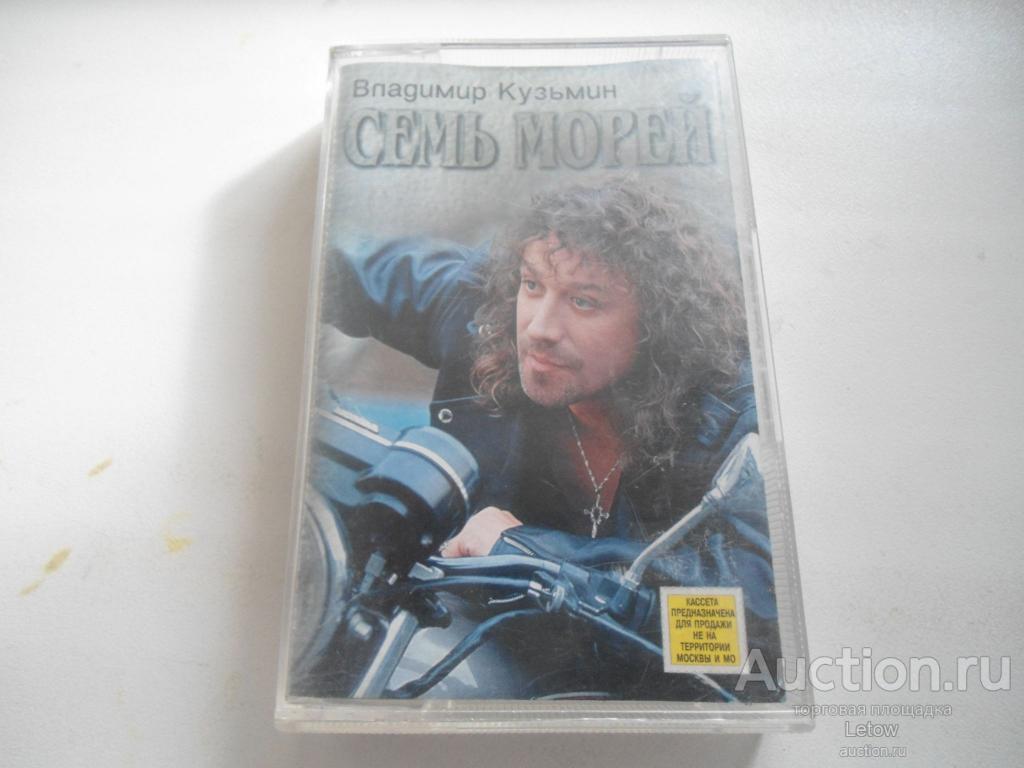 Владимир Кузьмин
СЕМЬ МОРЕЙ
КАССЕТА
ПРЕДНАЗНАЧЕНА
ДЛЯ ПРОДАЖИ
НЕ НА
ТЕРРИТОРИИ
МОСКВЫ И МО
Auction.ru
торговая площадка
Letow
auction.ru